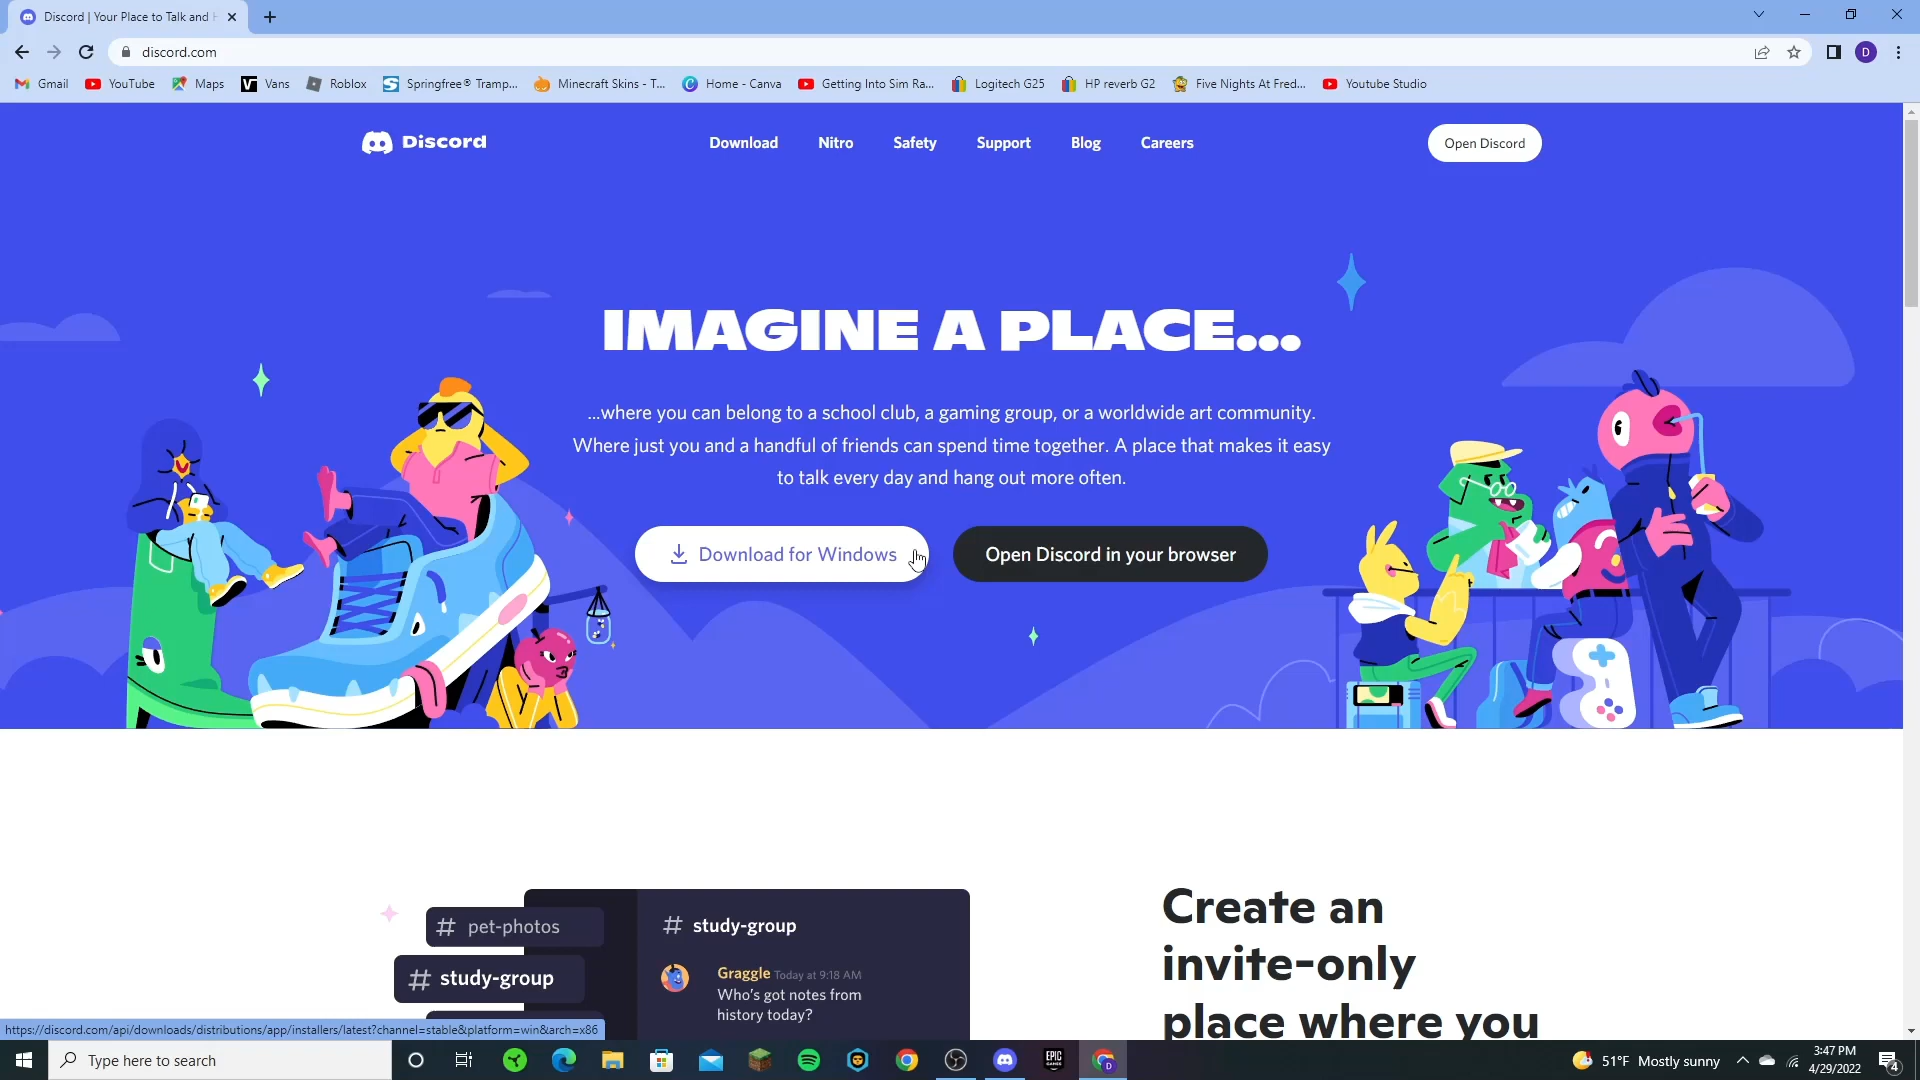 Discord | Your Place to Talk and H
discord.com
Gmail
YouTube
Maps
Vans
Roblox
Springfree® Tramp...
Minecraft Skins - T...
Home - Canva
Getting Into Sim Ra...
Logitech G25
HP reverb G2
Five Nights At Fred...
Youtube Studio
Discord
Download
Nitro
Safety
Support
Blog
Careers
Open Discord
IMAGINE A PLACE...
...where you can belong to a school club, a gaming group, or a worldwide art community.
Where just you and a handful of friends can spend time together. A place that makes it easy
to talk every day and hang out more often.
Download for Windows
Open Discord in your browser
# pet-photos
# study-group
# study-group
Graggle Today at 9:18 AM
Who's got notes from
history today?
Create an
invite-only
place where you
https://discord.com/api/downloads/distributions/app/installers/latest?channel=stable&platform=win&arch=x86
Type here to search
EPIC
GAMES
51°F Mostly sunny
3:47 PM
4/29/2022
4